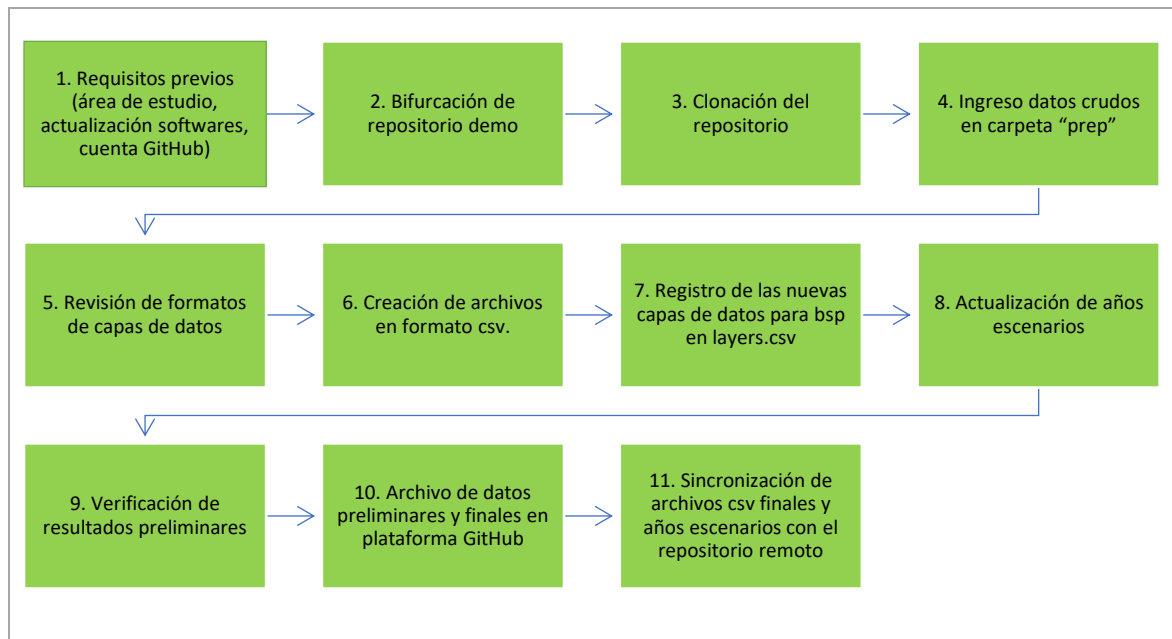 1. Requisitos previos
(área de estudio,
actualización softwares,
cuenta GitHub)
2. Bifurcación de
repositorio demo
3. Clonación del
repositorio
4. Ingreso datos crudos
en carpeta “prep”
5. Revisión de formatos
de capas de datos
6. Creación de archivos
en formato csv.
7. Registro de las nuevas
capas de datos para bsp
en layers.csv
8. Actualización de años
escenarios
9. Verificación de
resultados preliminares
10. Archivo de datos
preliminares y finales en
plataforma GitHub
11. Sincronización de
archivos csv finales y
años escenarios con el
repositorio remoto